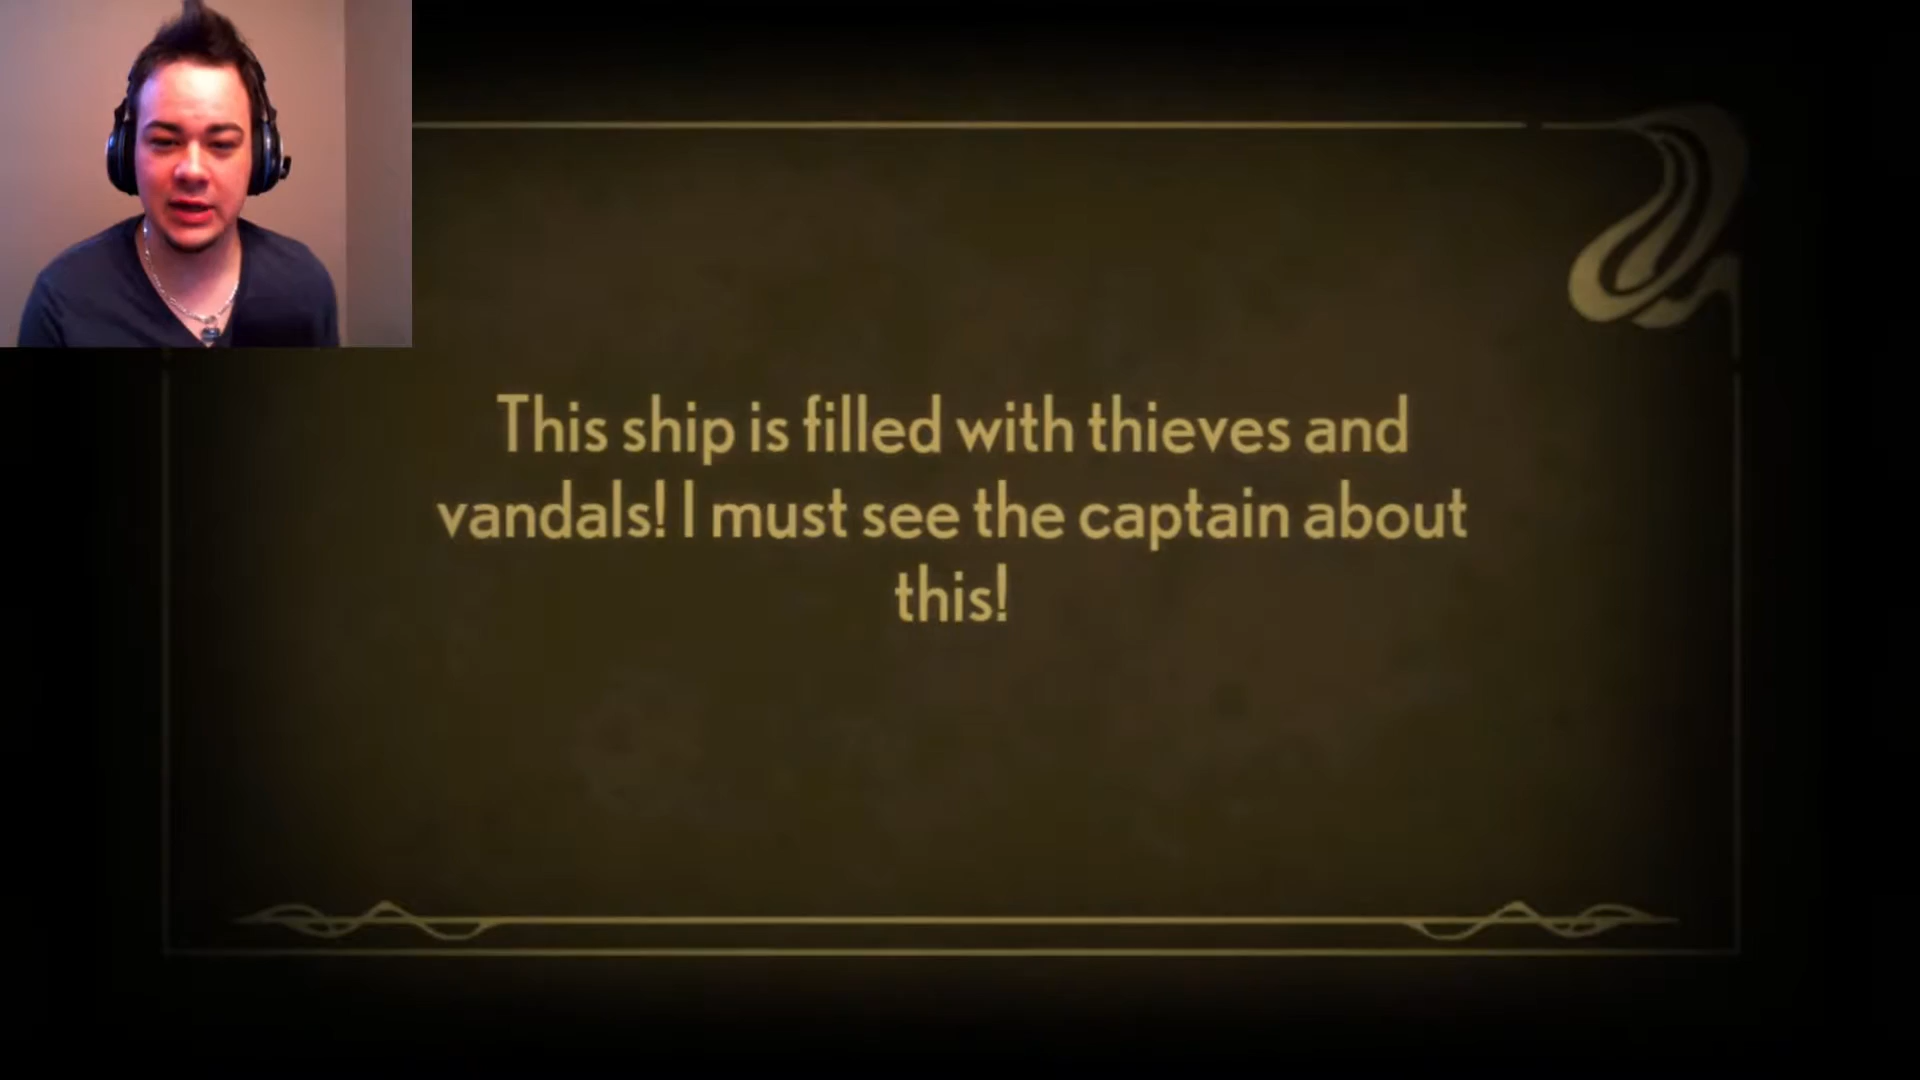 This ship is filled with thieves and
vandals! I must see the captain about
this!